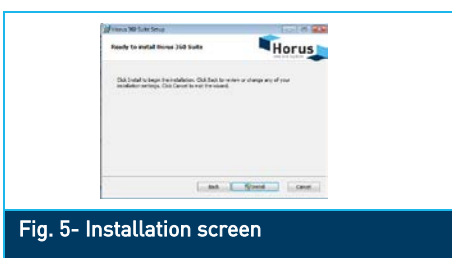 Horus 360 Suite Setup
Ready to install Horus 360 Suite
Horus
Click Install to begin the installation. Click Back to review or change any of your
installation settings. Click Cancel to exit the wizard.
Back
Install
Cancel
Fig. 5- Installation screen